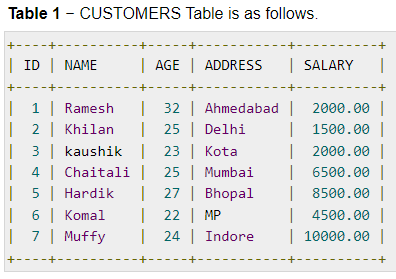 Table 1 − CUSTOMERS Table is as follows.
+----+----------+-----+-----------+----------+
| ID | NAME     | AGE | ADDRESS   | SALARY   |
+----+----------+-----+-----------+----------+
|  1 | Ramesh   |  32 | Ahmedabad |  2000.00 |
|  2 | Khilan   |  25 | Delhi     |  1500.00 |
|  3 | kaushik  |  23 | Kota      |  2000.00 |
|  4 | Chaitali |  25 | Mumbai    |  6500.00 |
|  5 | Hardik   |  27 | Bhopal    |  8500.00 |
|  6 | Komal    |  22 | MP        |  4500.00 |
|  7 | Muffy    |  24 | Indore    | 10000.00 |
+----+----------+-----+-----------+----------+